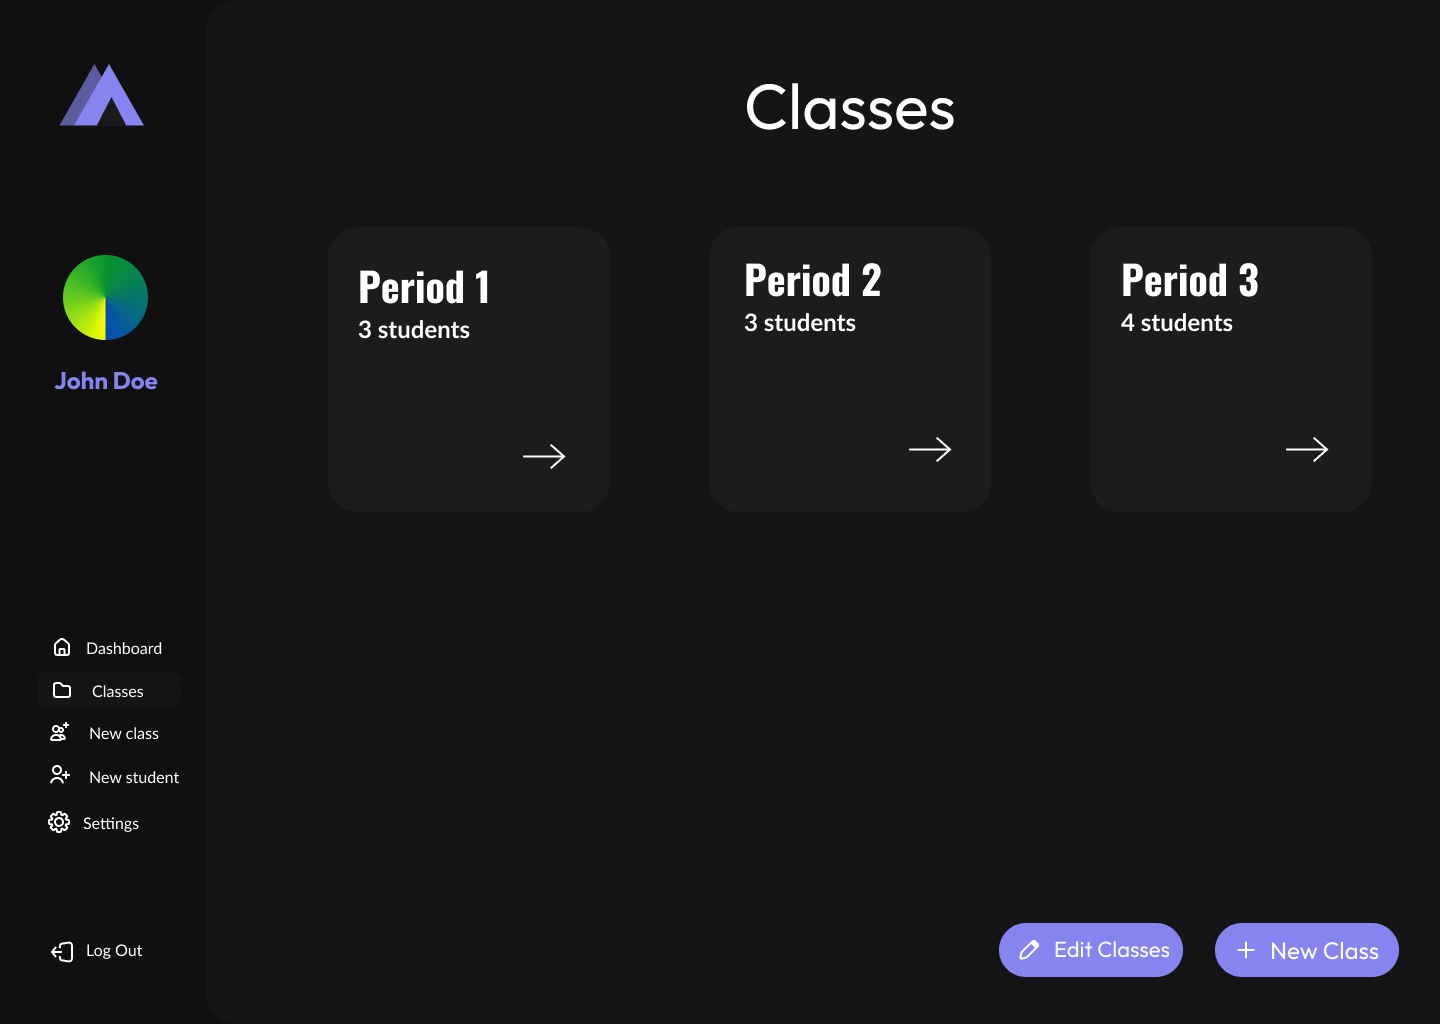 Classes
Period 1
3 students
Period 2
3 students
Period 3
4 students
John Doe
Dashboard
Classes
New class
New student
Settings
Log Out
Edit Classes
New Class